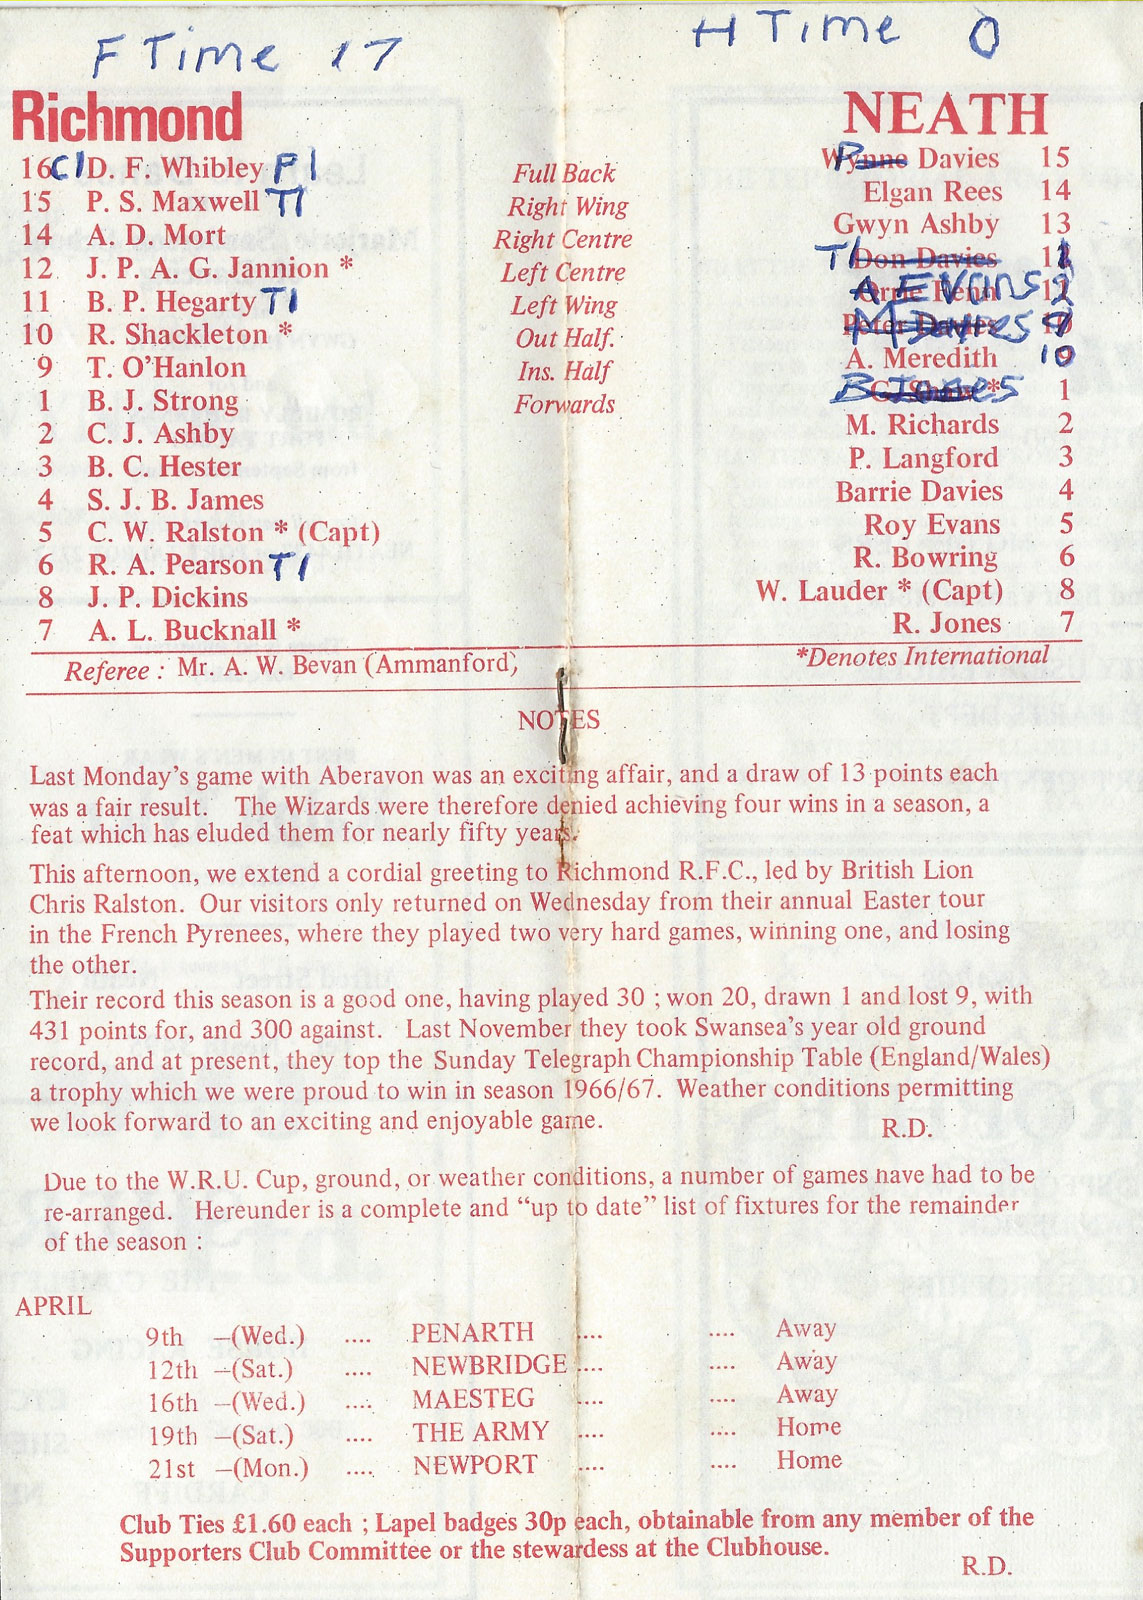 F Time 17
H Time 0
Richmond
NEATH
16 C1 D. F. Whibley P1 Full Back Wynne Davies 15
15 P. S. Maxwell T1 Right Wing Elgan Rees 14
14 A. D. Mort Right Centre Gwyn Ashby 13
12 J. P. A. G. Jannion * Left Centre T1 Don Davies
11 B. P. Hegarty T1 Left Wing A EVans
10 R. Shackleton * Out Half. M Davies
9 T. O'Hanlon Ins. Half A. Meredith 10
1 B. J. Strong Forwards B Jones * 1
2 C. J. Ashby M. Richards 2
3 B. C. Hester P. Langford 3
4 S. J. B. James Barrie Davies 4
5 C. W. Ralston * (Capt) Roy Evans 5
6 R. A. Pearson T1 R. Bowring 6
8 J. P. Dickins W. Lauder * (Capt) 8
7 A. L. Bucknall * R. Jones 7
Referee : Mr. A. W. Bevan (Ammanford) *Denotes International
NOTES
Last Monday's game with Aberavon was an exciting affair, and a draw of 13 points each
was a fair result. The Wizards were therefore denied achieving four wins in a season, a
feat which has eluded them for nearly fifty years.
This afternoon, we extend a cordial greeting to Richmond R.F.C., led by British Lion
Chris Ralston. Our visitors only returned on Wednesday from their annual Easter tour
in the French Pyrenees, where they played two very hard games, winning one, and losing
the other.
Their record this season is a good one, having played 30 ; won 20, drawn 1 and lost 9, with
431 points for, and 300 against. Last November they took Swansea's year old ground
record, and at present, they top the Sunday Telegraph Championship Table (England/Wales)
a trophy which we were proud to win in season 1966/67. Weather conditions permitting
we look forward to an exciting and enjoyable game.
R.D.
Due to the W.R.U. Cup, ground, or weather conditions, a number of games have had to be
re-arranged. Hereunder is a complete and "up to date" list of fixtures for the remainder
of the season :
APRIL
9th –(Wed.) .... PENARTH .... .... Away
12th –(Sat.) .... NEWBRIDGE .... .... Away
16th –(Wed.) .... MAESTEG .... .... Away
19th –(Sat.) .... THE ARMY .... .... Home
21st –(Mon.) .... NEWPORT .... .... Home
Club Ties £1.60 each ; Lapel badges 30p each, obtainable from any member of the
Supporters Club Committee or the stewardess at the Clubhouse.
R.D.